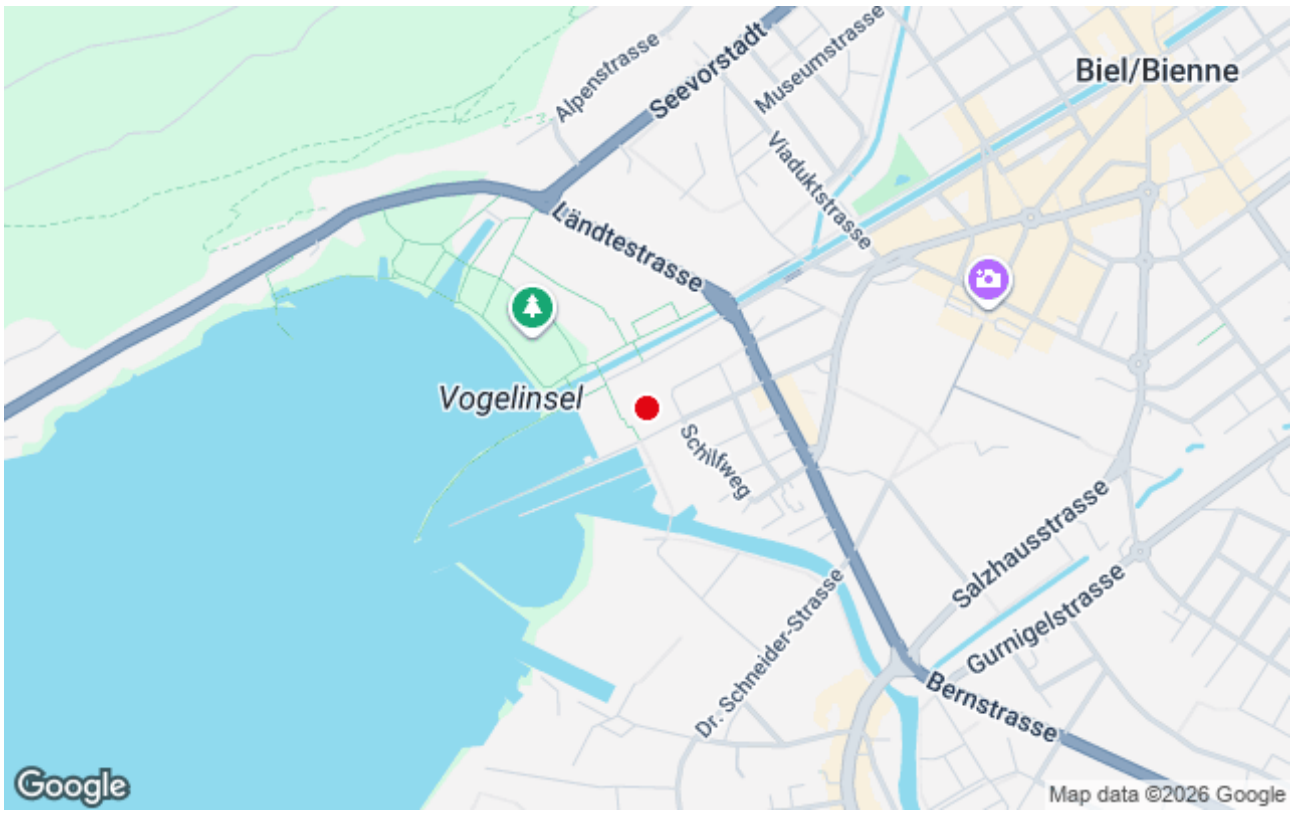 Alpenstrasse
Seevorstadt
Museumstrasse
Biel/Bienne
Viaduktstrasse
Ländtestrasse
Vogelinsel
Schilfweg
Salzhausstrasse
Gurnigelstrasse
Dr. Schneider-Strasse
Bernstrasse
Google
Map data ©2026 Google